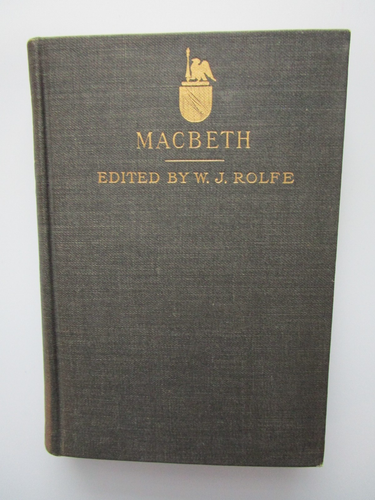 MACBETH
EDITED BY W. J. ROLFE